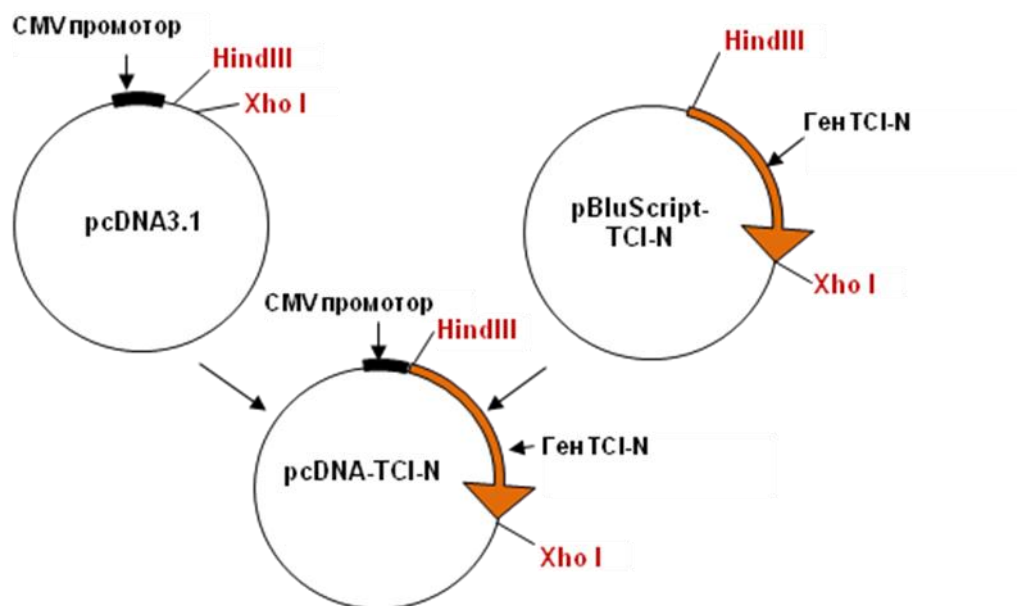 CMV промотор
HindIII
Xho I
pcDNA3.1
HindIII
Ген TCI-N
pBluScript-
TCI-N
Xho I
CMV промотор
HindIII
Ген TCI-N
pcDNA-TCI-N
Xho I